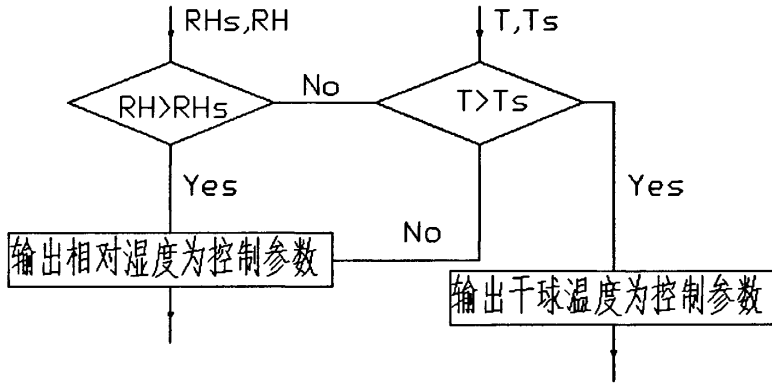 RHs,RH
T,Ts
No
RH>RHs
T>Ts
Yes
Yes
No
输出相对湿度为控制参数
输出干球温度为控制参数